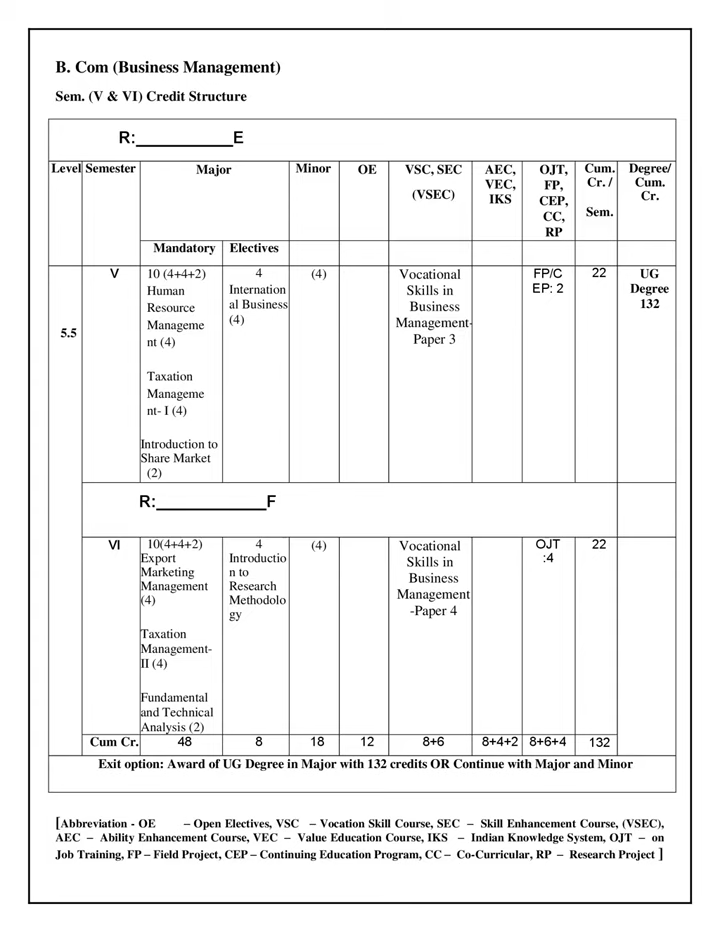 B. Com (Business Management)
Sem. (V & VI) Credit Structure
R:___________E
Level Semester Major Minor OE VSC, SEC (VSEC) AEC, VEC, IKS OJT, FP, CEP, CC, RP Cum. Cr. / Sem. Degree/ Cum. Cr.
Mandatory Electives
5.5
V
10 (4+4+2)
Human
Resource
Manageme
nt (4)
Taxation
Manageme
nt- I (4)
Introduction to
Share Market
(2)
4
Internation
al Business
(4)
(4)
Vocational
Skills in
Business
Management-
Paper 3
FP/C
EP: 2
22
UG
Degree
132
R:____________F
VI
10(4+4+2)
Export
Marketing
Management
(4)
Taxation
Management-
II (4)
Fundamental
and Technical
Analysis (2)
4
Introductio
n to
Research
Methodolo
gy
(4)
Vocational
Skills in
Business
Management
-Paper 4
OJT
:4
22
Cum Cr. 48 8 18 12 8+6 8+4+2 8+6+4 132
Exit option: Award of UG Degree in Major with 132 credits OR Continue with Major and Minor
[Abbreviation - OE – Open Electives, VSC – Vocation Skill Course, SEC – Skill Enhancement Course, (VSEC),
AEC – Ability Enhancement Course, VEC – Value Education Course, IKS – Indian Knowledge System, OJT – on
Job Training, FP – Field Project, CEP – Continuing Education Program, CC – Co-Curricular, RP – Research Project ]